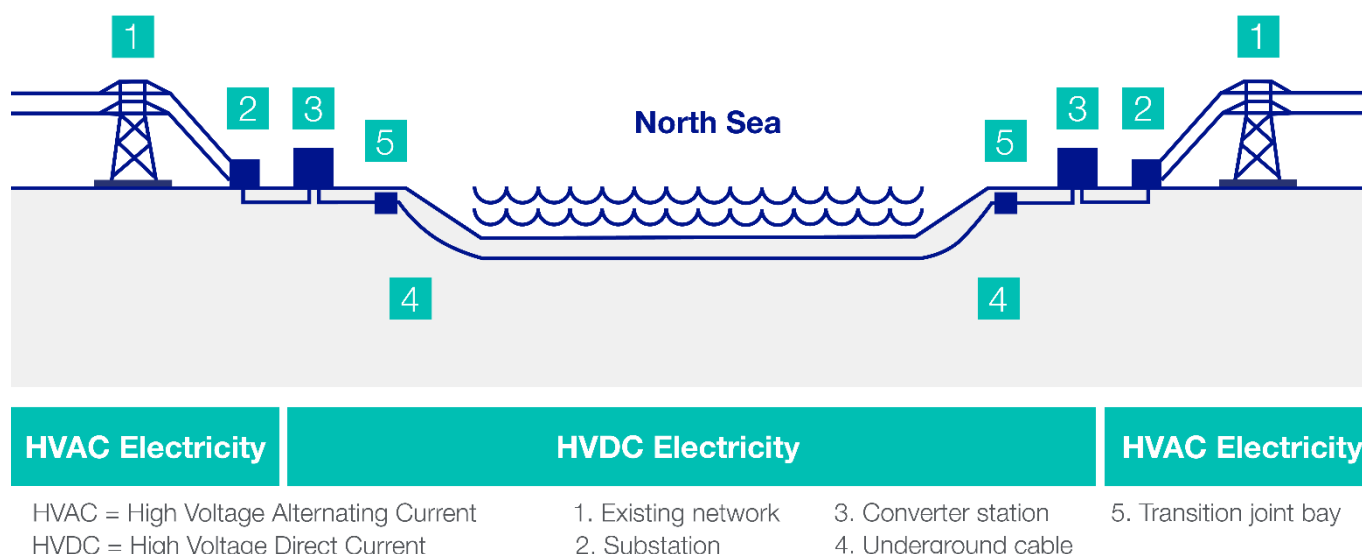 1
1
2
3
3
2
5
North Sea
5
4
4
HVAC Electricity
HVDC Electricity
HVAC Electricity
HVAC = High Voltage Alternating Current
1. Existing network
3. Converter station
5. Transition joint bay
HVDC = High Voltage Direct Current
2. Substation
4. Underground cable